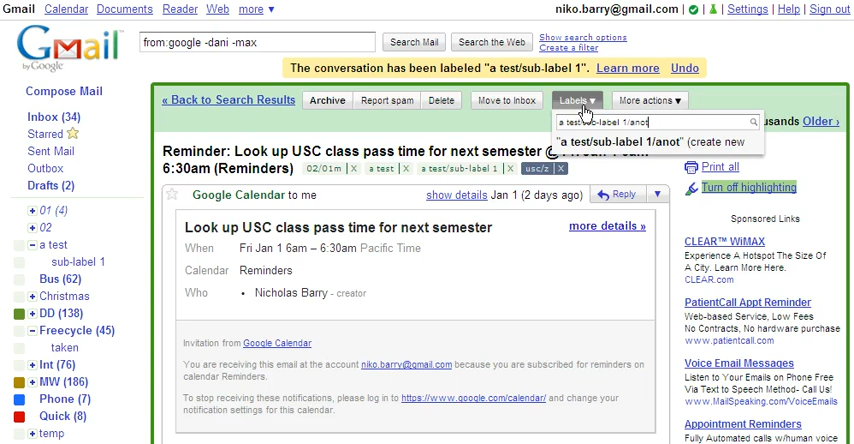 Gmail Calendar Documents Reader Web more ▼
niko.barry@gmail.com | | Settings | Help | Sign out
Gmail
by Google
from:google -dani -max
Search Mail
Search the Web
Show search options
Create a filter
The conversation has been labeled "a test/sub-label 1". Learn more Undo
Compose Mail
Inbox (34)
Starred
Sent Mail
Outbox
Drafts (2)
01 (4)
02
a test
sub-label 1
Bus (62)
Christmas
DD (138)
Freecycle (45)
taken
Int (76)
MW (186)
Phone (7)
Quick (8)
temp
« Back to Search Results
Archive
Report spam
Delete
Move to Inbox
Labels ▼
More actions ▼
a test/sub-label 1/anot
"a test/sub-label 1/anot" (create new
Older ›
Reminder: Look up USC class pass time for next semester @
6:30am (Reminders) 02/01m | X a test | X a test/sub-label 1 | X usc/z | X
Google Calendar to me
show details Jan 1 (2 days ago)
Reply
Look up USC class pass time for next semester
more details »
When Fri Jan 1 6am – 6:30am Pacific Time
Calendar Reminders
Who • Nicholas Barry - creator
Invitation from Google Calendar
You are receiving this email at the account niko.barry@gmail.com because you are subscribed for reminders on
calendar Reminders.
To stop receiving these notifications, please log in to https://www.google.com/calendar/ and change your
notification settings for this calendar.
Print all
Turn off highlighting
Sponsored Links
CLEAR™ WiMAX
Experience A Hotspot The Size Of
A City. Learn More Here.
CLEAR.com
PatientCall Appt Reminder
Web-based Service, Low Fees
No Contracts, No hardware purchase
www.patientcall.com
Voice Email Messages
Listen to Your Emails on Phone Free
Via Text to Speech Method- Call Us!
www.MailSpeaking.com/VoiceEmails
Appointment Reminders
Fully Automated calls w/human voice